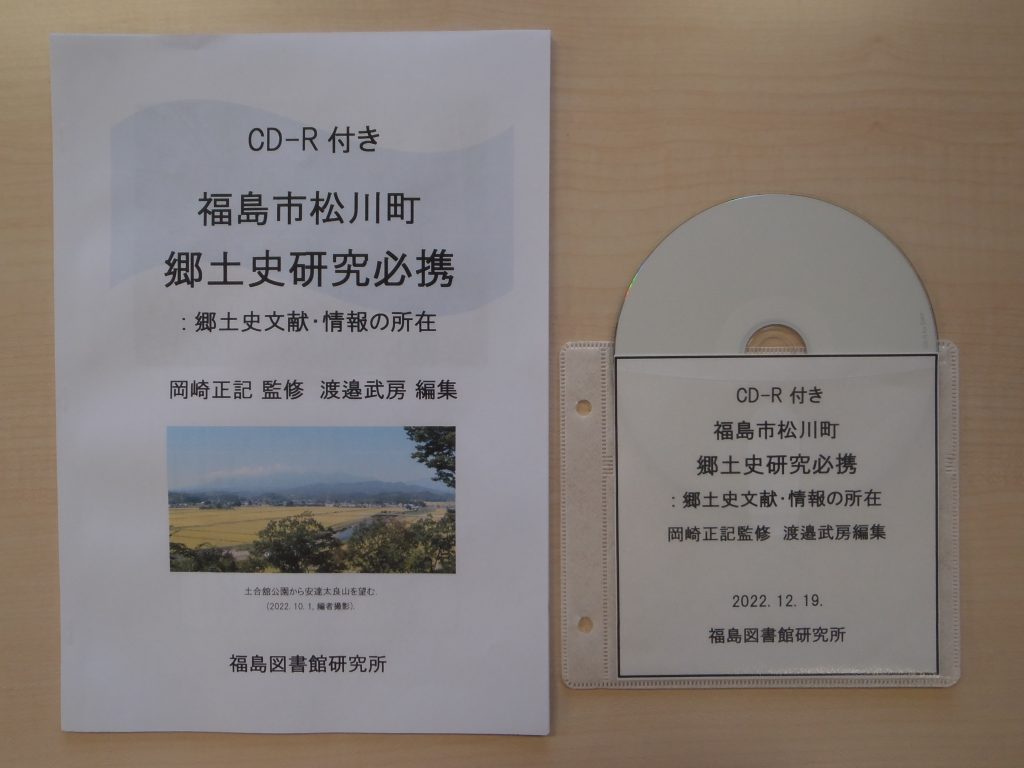 CD-R 付き
福島市松川町
郷土史研究必携
：郷土史文献・情報の所在
岡崎正記 監修 渡邉武房 編集
土合舘公園から安達太良山を望む.
(2022. 10. 1, 編者撮影).
福島図書館研究所
CD-R 付き
福島市松川町
郷土史研究必携
：郷土史文献・情報の所在
岡崎正記監修 渡邉武房編集
2022. 12. 19.
福島図書館研究所